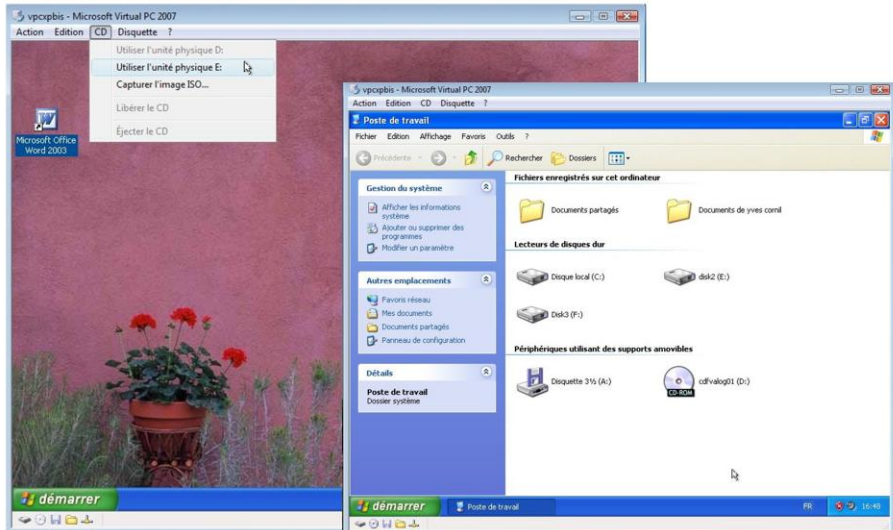 vpcxpbis - Microsoft Virtual PC 2007
Action Edition CD Disquette ?
Utiliser l'unité physique D:
Utiliser l'unité physique E:
Capturer l'image ISO...
Libérer le CD
Éjecter le CD
Microsoft Office
Word 2003
démarrer
vpcxpbis - Microsoft Virtual PC 2007
Action Edition CD Disquette ?
Poste de travail
Fichier Edition Affichage Favoris Outils ?
Précédente Rechercher Dossiers
Gestion du système
Afficher les informations
système
Ajouter ou supprimer des
programmes
Modifier un paramètre
Autres emplacements
Favoris réseau
Mes documents
Documents partagés
Panneau de configuration
Détails
Poste de travail
Dossier système
Fichiers enregistrés sur cet ordinateur
Documents partagés Documents de yves cornil
Lecteurs de disques dur
Disque local (C:) disk2 (E:)
Disk3 (F:)
Périphériques utilisant des supports amovibles
Disquette 3½ (A:) cdfvalog01 (D:)
CD-ROM
démarrer Poste de travail FR 16:48